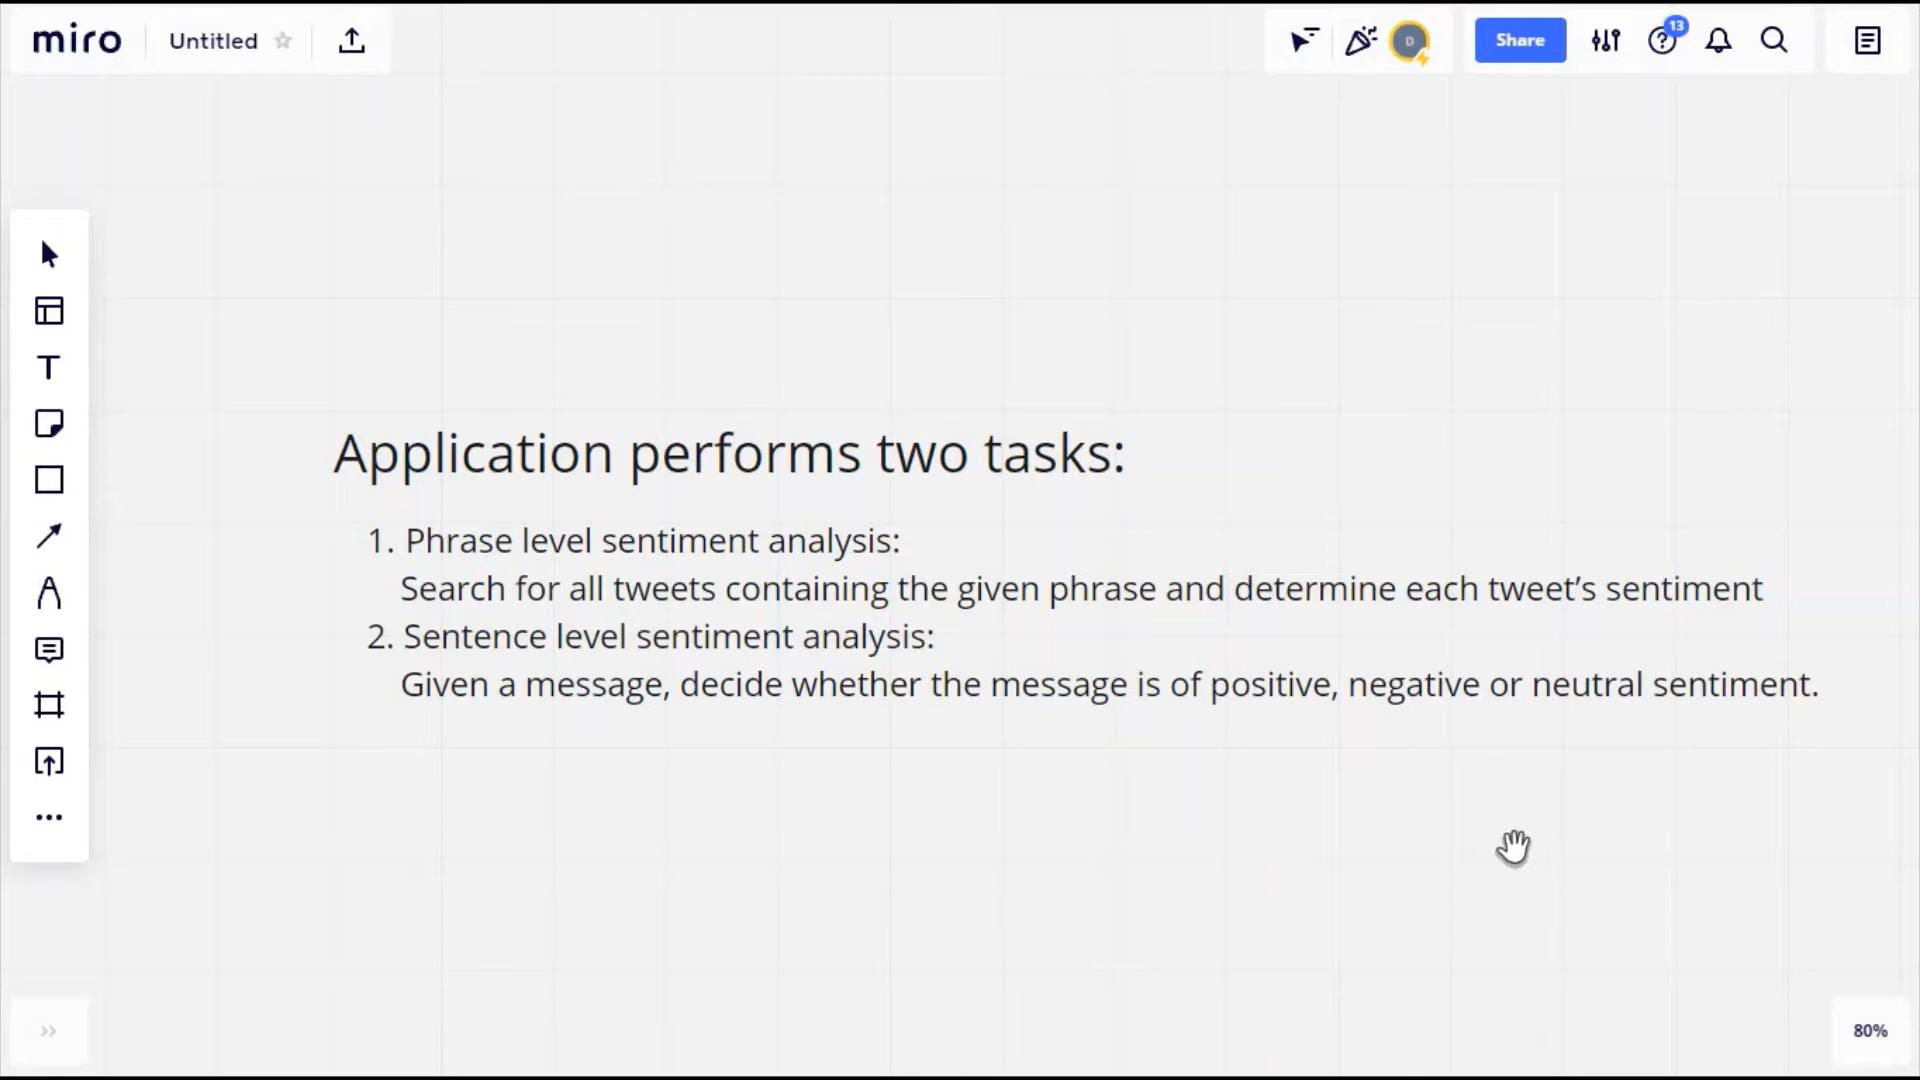 miro
Untitled
D
Share
13
Application performs two tasks:
1. Phrase level sentiment analysis:
Search for all tweets containing the given phrase and determine each tweet’s sentiment
2. Sentence level sentiment analysis:
Given a message, decide whether the message is of positive, negative or neutral sentiment.
80%